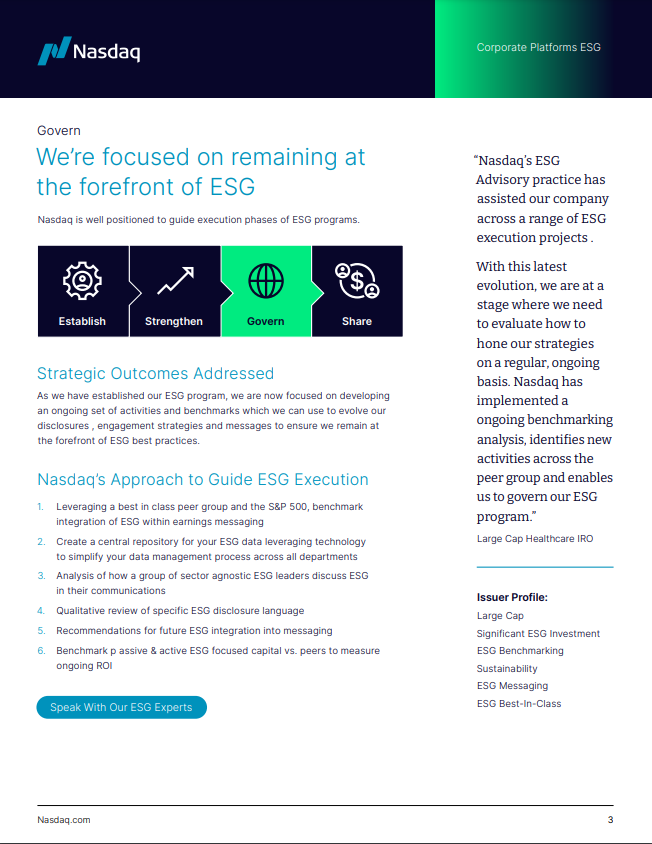 Nasdaq
Corporate Platforms ESG
Govern
We’re focused on remaining at
the forefront of ESG
Nasdaq is well positioned to guide execution phases of ESG programs.
Establish
Strengthen
Govern
Share
Strategic Outcomes Addressed
As we have established our ESG program, we are now focused on developing
an ongoing set of activities and benchmarks which we can use to evolve our
disclosures , engagement strategies and messages to ensure we remain at
the forefront of ESG best practices.
Nasdaq’s Approach to Guide ESG Execution
1. Leveraging a best in class peer group and the S&P 500, benchmark
integration of ESG within earnings messaging
2. Create a central repository for your ESG data leveraging technology
to simplify your data management process across all departments
3. Analysis of how a group of sector agnostic ESG leaders discuss ESG
in their communications
4. Qualitative review of specific ESG disclosure language
5. Recommendations for future ESG integration into messaging
6. Benchmark p assive & active ESG focused capital vs. peers to measure
ongoing ROI
Speak With Our ESG Experts
“Nasdaq’s ESG
Advisory practice has
assisted our company
across a range of ESG
execution projects .
With this latest
evolution, we are at a
stage where we need
to evaluate how to
hone our strategies
on a regular, ongoing
basis. Nasdaq has
implemented a
ongoing benchmarking
analysis, identifies new
activities across the
peer group and enables
us to govern our ESG
program.”
Large Cap Healthcare IRO
Issuer Profile:
Large Cap
Significant ESG Investment
ESG Benchmarking
Sustainability
ESG Messaging
ESG Best-In-Class
Nasdaq.com
3